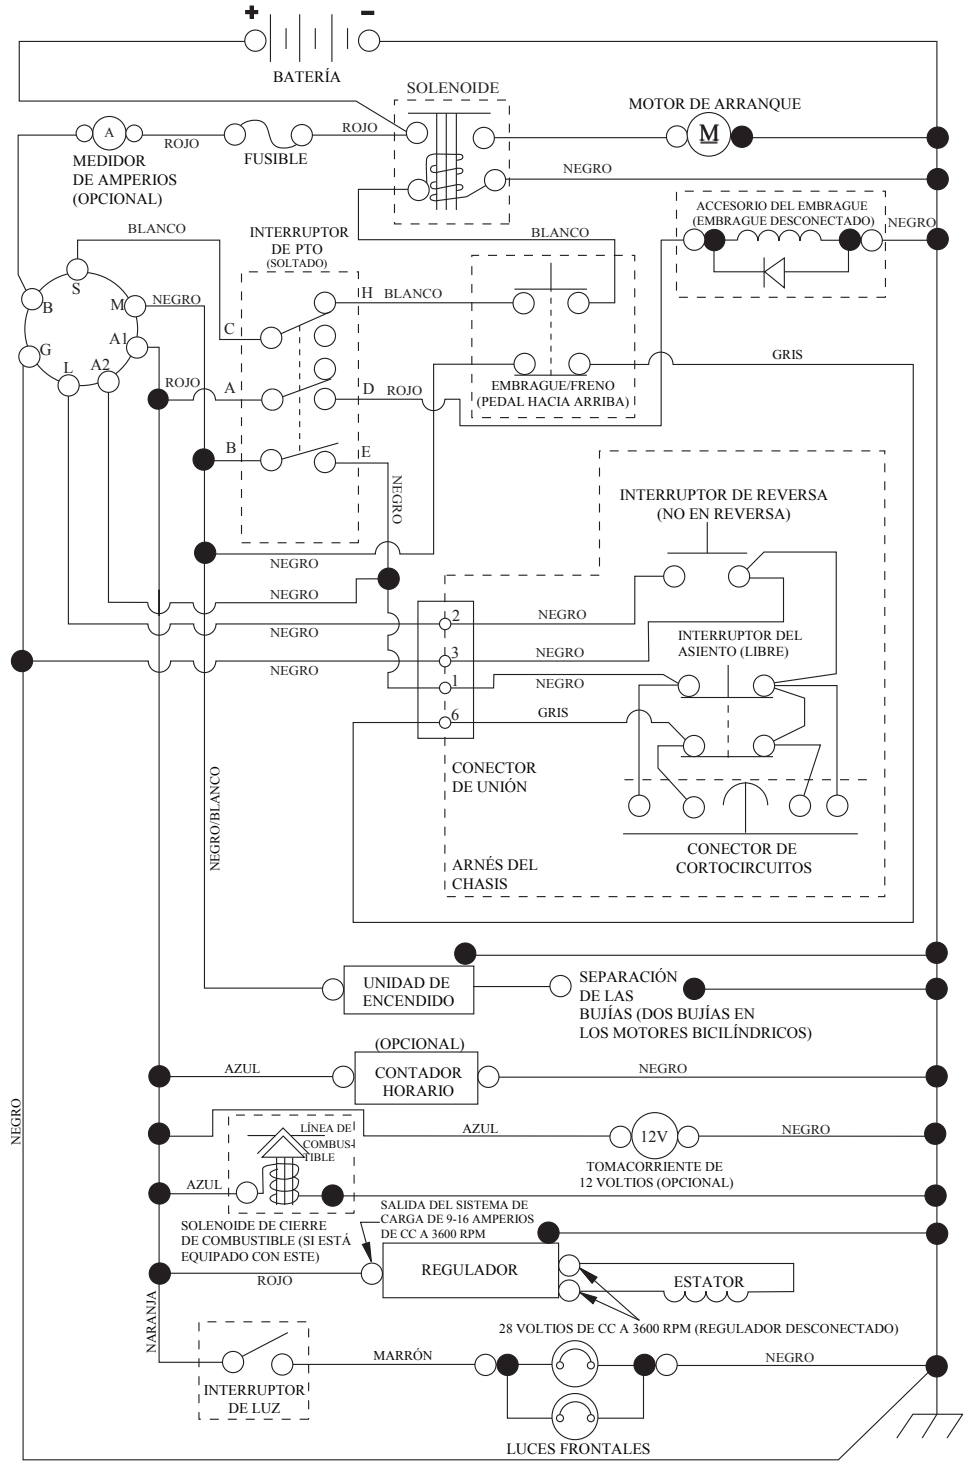 + -
BATERÍA
SOLENOIDE
MOTOR DE ARRANQUE
A
ROJO
FUSIBLE
ROJO
M
MEDIDOR
DE AMPERIOS
(OPCIONAL)
NEGRO
ACCESORIO DEL EMBRAGUE
(EMBRAGUE DESCONECTADO)
NEGRO
BLANCO
INTERRUPTOR
DE PTO
(SOLTADO)
BLANCO
S
B
M
NEGRO
H
BLANCO
C
G
A1
L
A2
ROJO
A
D
ROJO
EMBRAGUE/FRENO
(PEDAL HACIA ARRIBA)
GRIS
B
E
NEGRO
INTERRUPTOR DE REVERSA
(NO EN REVERSA)
NEGRO
NEGRO
NEGRO
NEGRO
2
NEGRO
3
NEGRO
1
NEGRO
6
GRIS
INTERRUPTOR DEL
ASIENTO (LIBRE)
CONECTOR
DE UNIÓN
NEGRO/BLANCO
CONECTOR DE
CORTOCIRCUITOS
ARNÉS DEL
CHASIS
UNIDAD DE
ENCENDIDO
SEPARACIÓN
DE LAS
BUJÍAS (DOS BUJÍAS EN
LOS MOTORES BICILÍNDRICOS)
(OPCIONAL)
AZUL
CONTADOR
HORARIO
NEGRO
NEGRO
LÍNEA DE
COMBUS-
TIBLE
AZUL
12V
NEGRO
TOMACORRIENTE DE
12 VOLTIOS (OPCIONAL)
AZUL
SOLENOIDE DE CIERRE
DE COMBUSTIBLE (SI ESTÁ
EQUIPADO CON ESTE)
SALIDA DEL SISTEMA DE
CARGA DE 9-16 AMPERIOS
DE CC A 3600 RPM
ROJO
REGULADOR
ESTATOR
28 VOLTIOS DE CC A 3600 RPM (REGULADOR DESCONECTADO)
NARANJA
INTERRUPTOR
DE LUZ
MARRÓN
NEGRO
LUCES FRONTALES